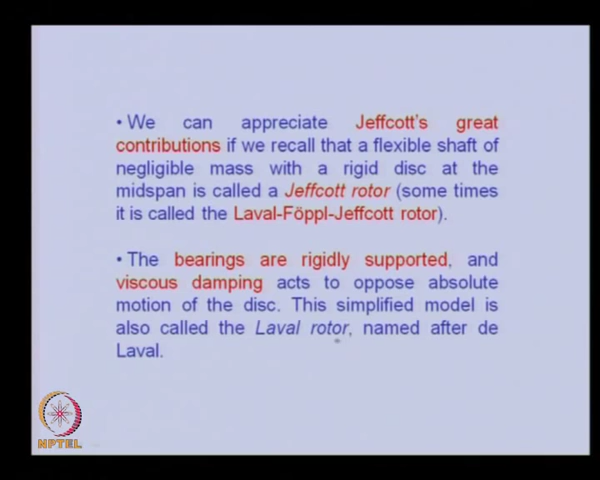 • We can appreciate Jeffcott's great
contributions if we recall that a flexible shaft of
negligible mass with a rigid disc at the
midspan is called a Jeffcott rotor (some times
it is called the Laval-Föppl-Jeffcott rotor).
• The bearings are rigidly supported, and
viscous damping acts to oppose absolute
motion of the disc. This simplified model is
also called the Laval rotor, named after de
Laval.
NPTEL